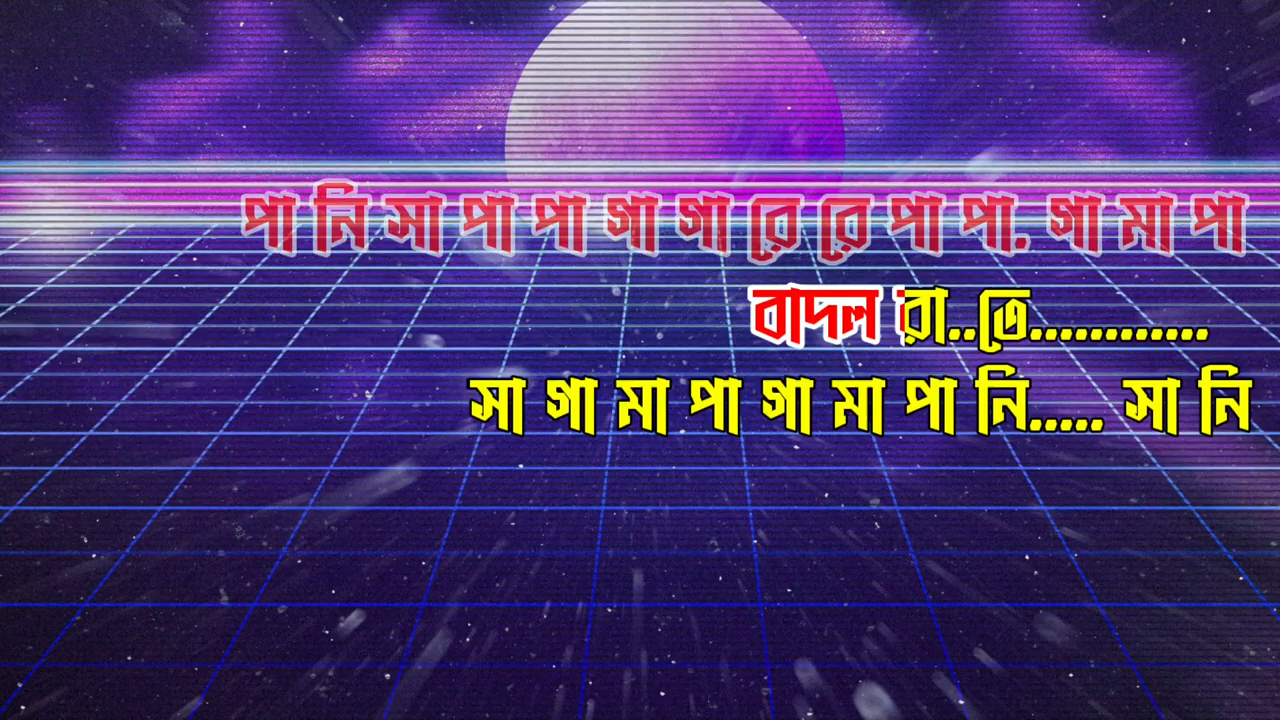 পা নি সা পা পা গা গা রে রে পা পা. গা মা পা
বাদল রা..তে............
সা গা মা পা গা মা পা নি..... সা নি